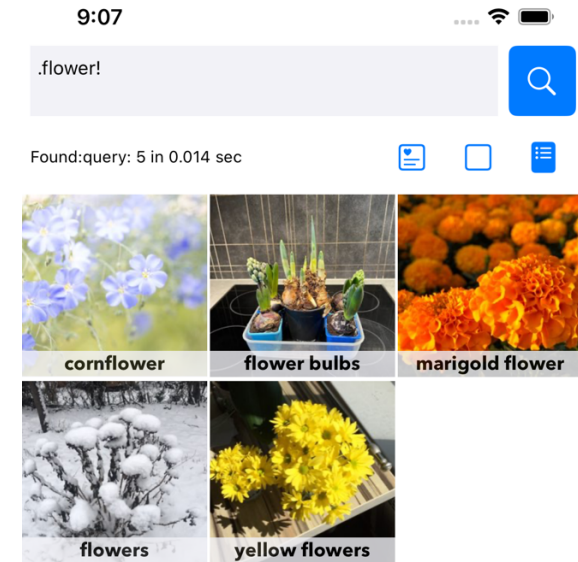 9:07
.flower!
Found:query: 5 in 0.014 sec
cornflower
flower bulbs
marigold flower
flowers
yellow flowers